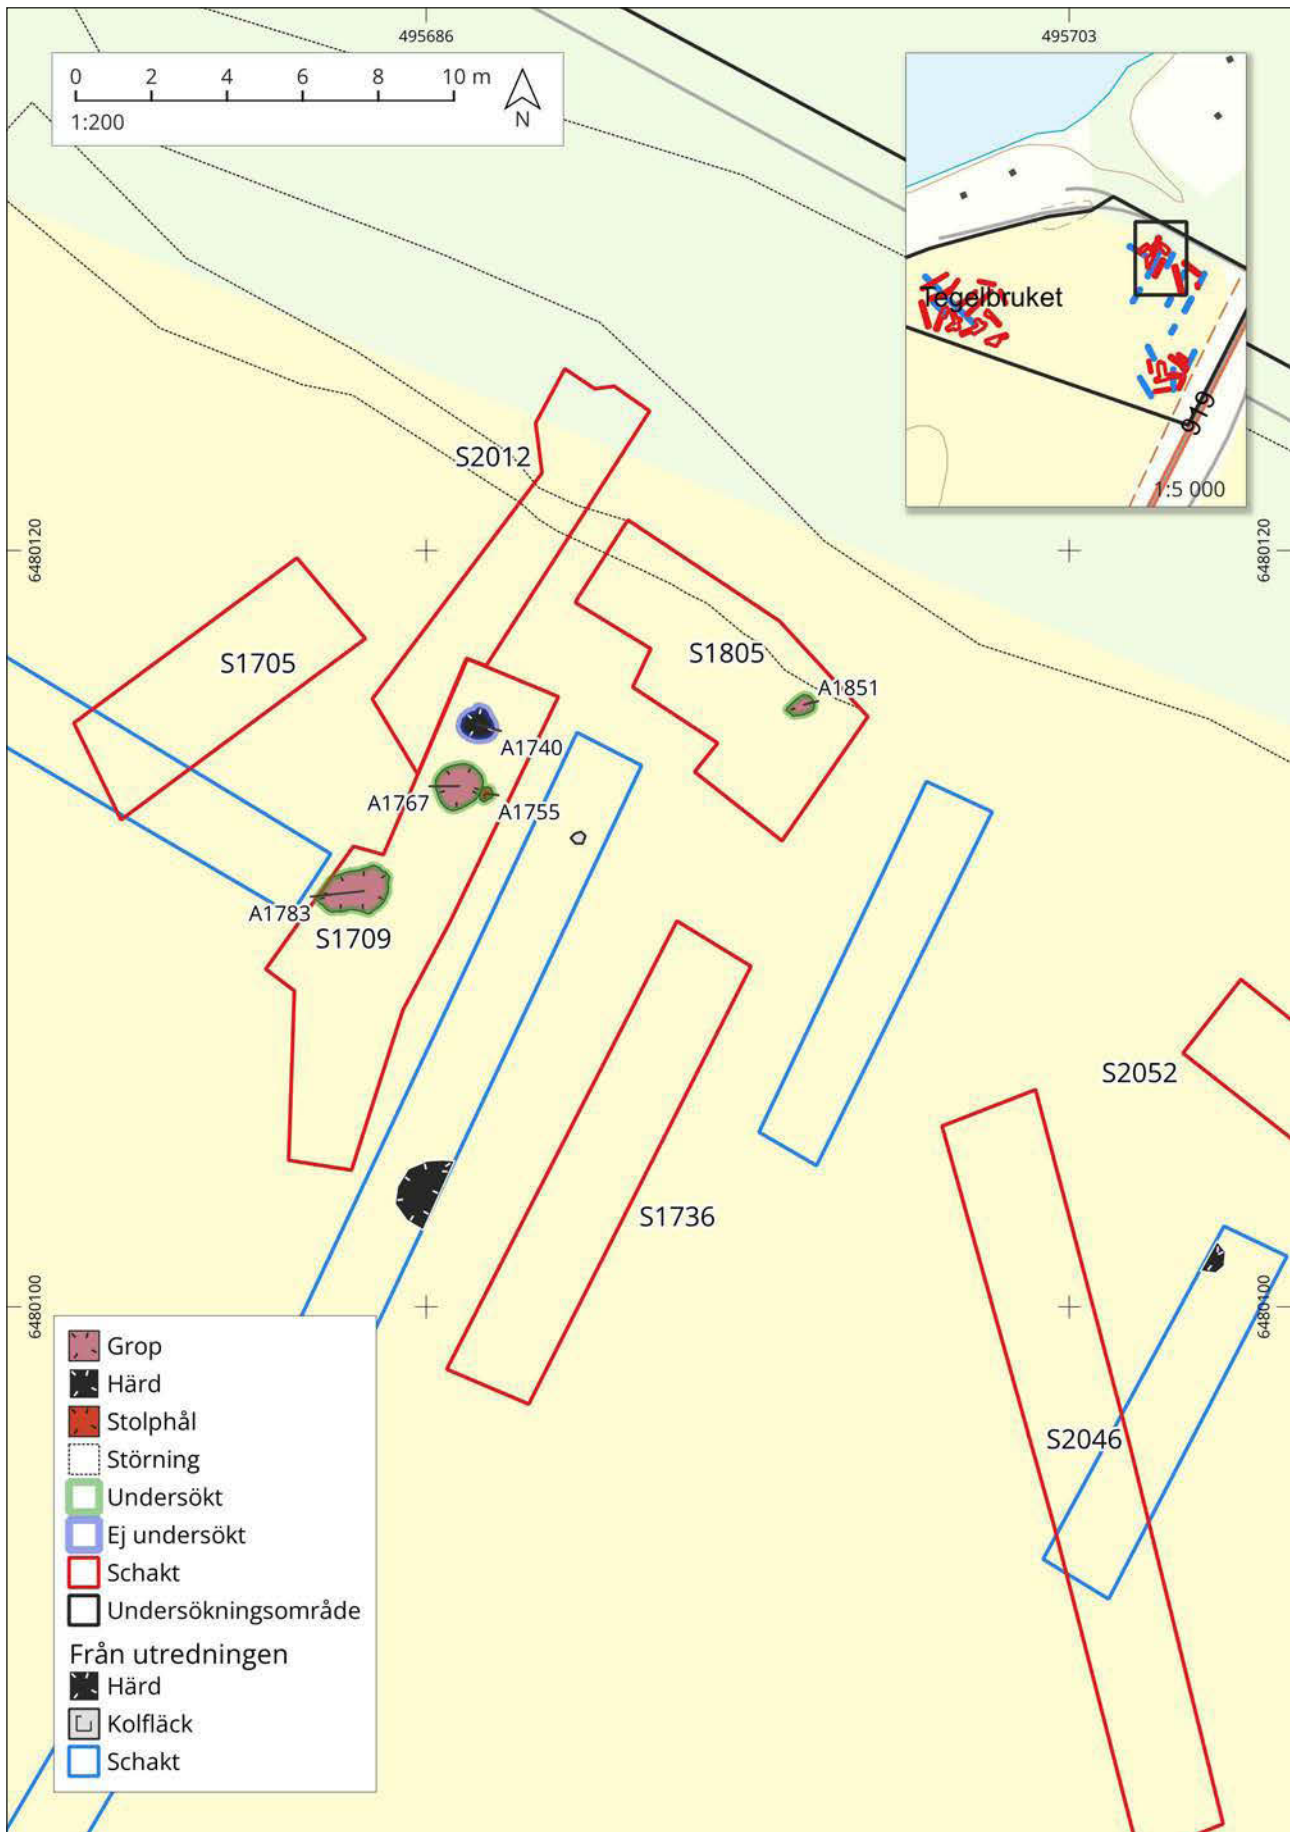 495686
495703
0 2 4 6 8 10 m
1:200
N
Tegelbruket
919
1:5 000
S2012
6480120
6480120
S1705
S1805
A1851
A1740
A1767
A1755
A1783
S1709
S2052
S1736
6480100
6480100
S2046
Grop
Härd
Stolphål
Störning
Undersökt
Ej undersökt
Schakt
Undersökningsområde
Från utredningen
Härd
Kolfläck
Schakt